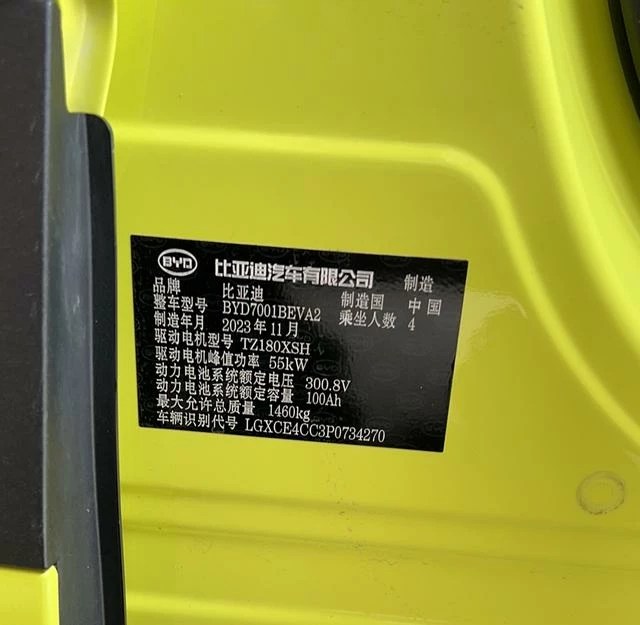 BYD 比亚迪汽车有限公司 制造
品牌 比亚迪 制造国 中国
整车型号 BYD7001BEVA2 乘坐人数 4
制造年月 2023年11月
驱动电机型号 TZ180XSH
驱动电机峰值功率 55kW
动力电池系统额定电压 300.8V
动力电池系统额定容量 100Ah
最大允许总质量 1460kg
车辆识别代号 LGXCE4CC3P0734270